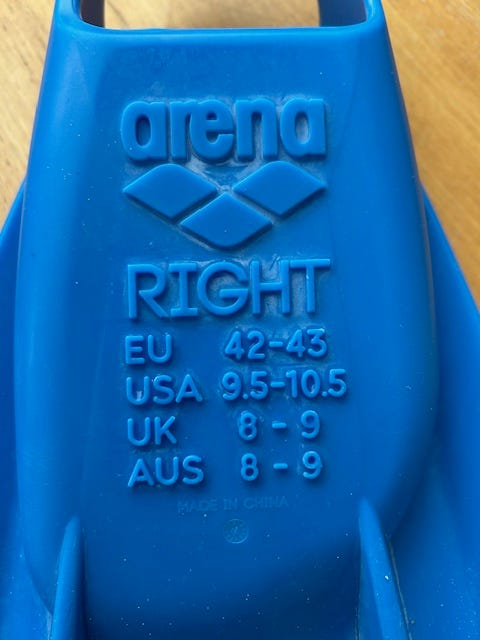 arena
RIGHT
EU 42-43
USA 9.5-10.5
UK 8 - 9
AUS 8 - 9
MADE IN CHINA